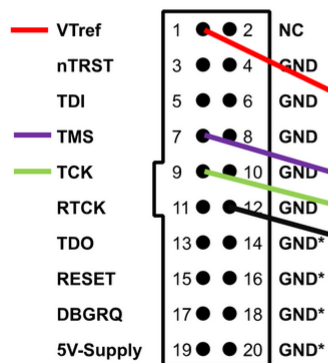 VTref 1 2 NC
nTRST 3 4 GND
TDI 5 6 GND
TMS 7 8 GND
TCK 9 10 GND
RTCK 11 12 GND
TDO 13 14 GND*
RESET 15 16 GND*
DBGRQ 17 18 GND*
5V-Supply 19 20 GND*